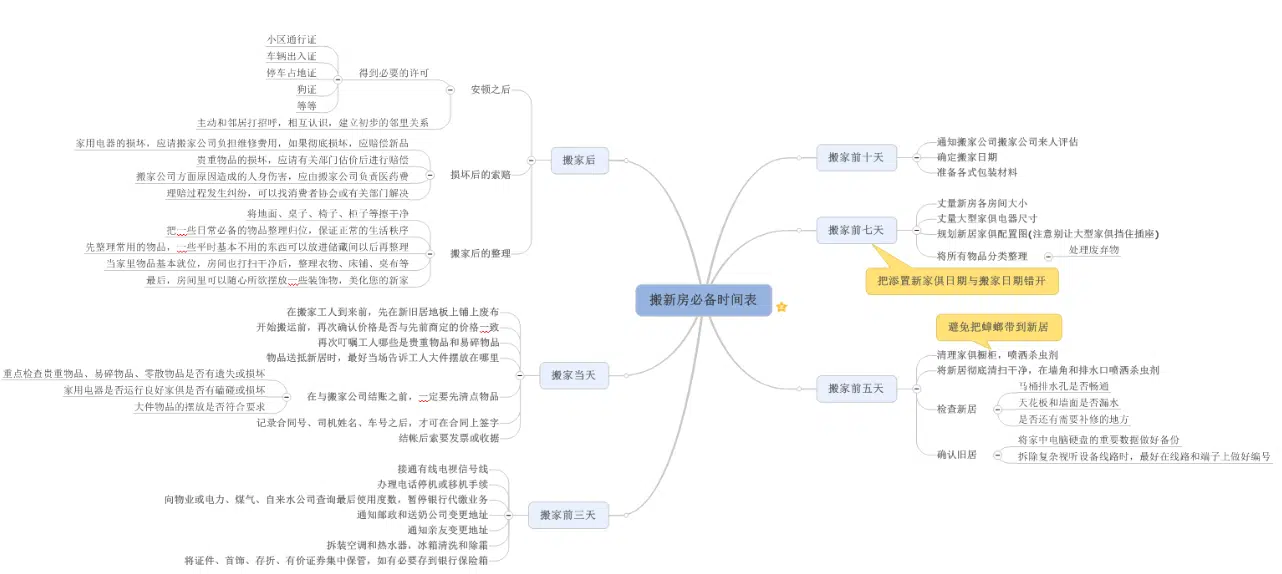 搬新房必备时间表
搬家前十天
通知搬家公司搬家公司来人评估
确定搬家日期
准备各式包装材料
搬家前七天
丈量新房各房间大小
丈量大型家俱电器尺寸
规划新居家俱配置图(注意别让大型家俱挡住插座)
将所有物品分类整理
处理废弃物
把添置新家俱日期与搬家日期错开
搬家前五天
避免把蟑螂带到新居
清理家俱橱柜，喷洒杀虫剂
将新居彻底清扫干净，在墙角和排水口喷洒杀虫剂
检查新居
马桶排水孔是否畅通
天花板和墙面是否漏水
是否还有需要补修的地方
确认旧居
将家中电脑硬盘的重要数据做好备份
拆除复杂视听设备线路时，最好在线路和端子上做好编号
搬家前三天
接通有线电视信号线
办理电话停机或移机手续
向物业或电力、煤气、自来水公司查询最后使用度数，暂停银行代缴业务
通知邮政和送奶公司变更地址
通知亲友变更地址
拆装空调和热水器，冰箱清洗和除霜
将证件、首饰、存折、有价证券集中保管，如有必要存到银行保险箱
搬家当天
在搬家工人到来前，先在新旧居地板上铺上废布
开始搬运前，再次确认价格是否与先前商定的价格一致
再次叮嘱工人哪些是贵重物品和易碎物品
物品送抵新居时，最好当场告诉工人大件摆放在哪里
在与搬家公司结账之前，一定要先清点物品
重点检查贵重物品、易碎物品、零散物品是否有遗失或损坏
家用电器是否运行良好家俱是否有磕碰或损坏
大件物品的摆放是否符合要求
记录合同号、司机姓名、车号之后，才可在合同上签字
结帐后索要发票或收据
搬家后
安顿之后
得到必要的许可
小区通行证
车辆出入证
停车占地证
狗证
等等
主动和邻居打招呼，相互认识，建立初步的邻里关系
损坏后的索赔
家用电器的损坏，应请搬家公司负担维修费用，如果彻底损坏，应赔偿新品
贵重物品的损坏，应请有关部门估价后进行赔偿
搬家公司方面原因造成的人身伤害，应由搬家公司负责医药费
理赔过程发生纠纷，可以找消费者协会或有关部门解决
搬家后的整理
将地面、桌子、椅子、柜子等擦干净
把一些日常必备的物品整理归位，保证正常的生活秩序
先整理常用的物品，一些平时基本不用的东西可以放进储藏间以后再整理
当家里物品基本就位，房间也打扫干净后，整理衣物、床铺、桌布等
最后，房间里可以随心所欲摆放一些装饰物，美化您的新家